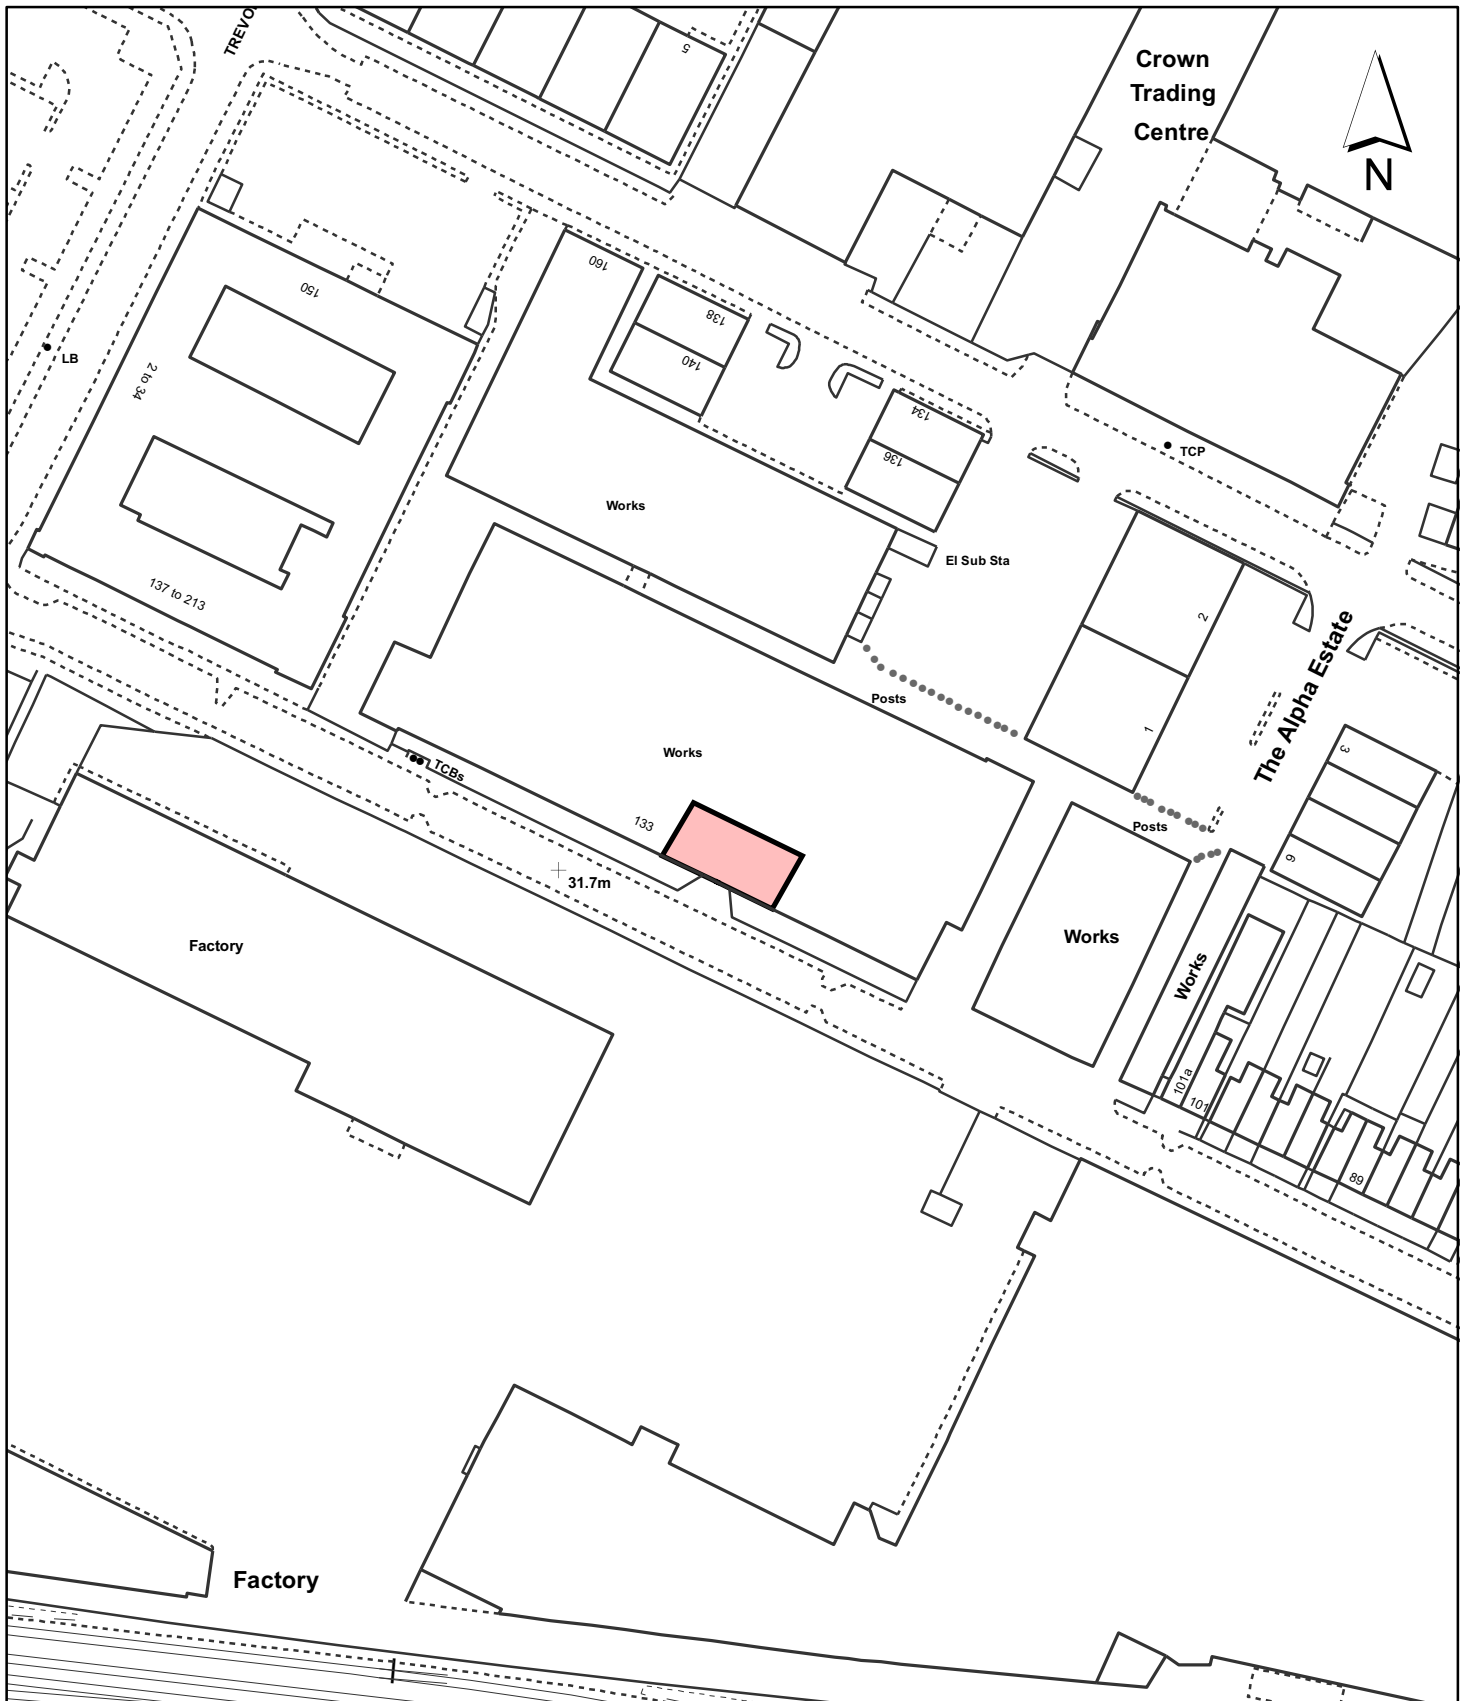 TREVO
5
Crown
Trading
Centre
N
160
150
138
140
LB
2 to 34
134
136
TCP
Works
El Sub Sta
137 to 213
2
The Alpha Estate
Posts
1
3
Works
TCBs
133
Posts
6
31.7m
Factory
Works
Works
101a
101
89
Factory